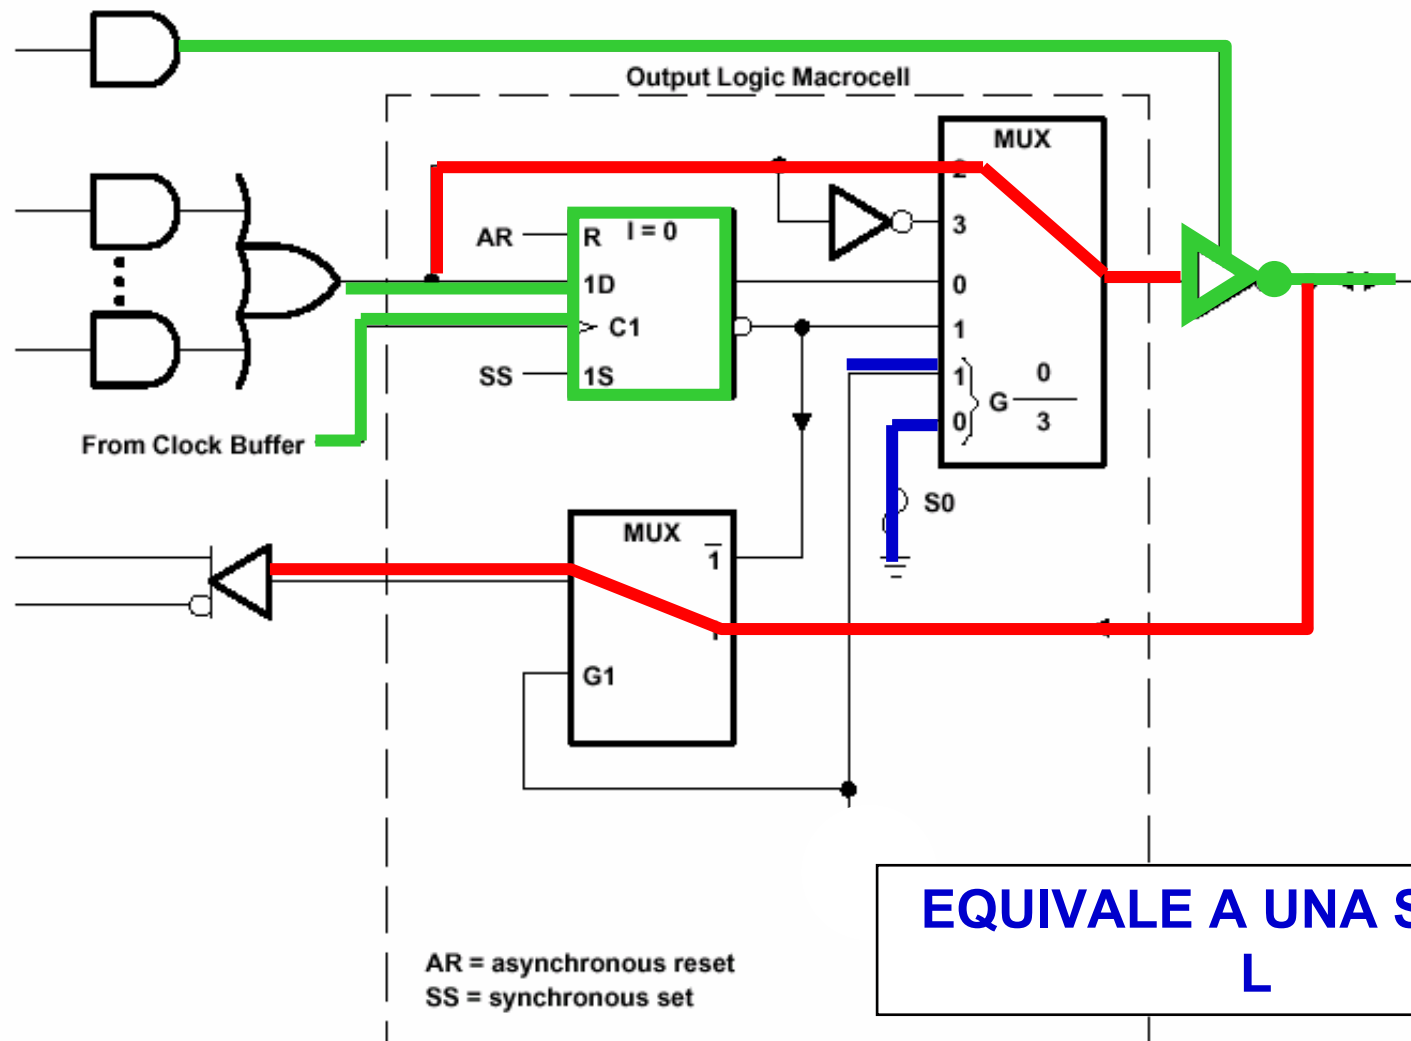 Output Logic Macrocell
MUX
2
3
AR
R
I = 0
1D
0
C1
1
SS
1S
1
0
G
0
3
From Clock Buffer
S0
MUX
1
G1
EQUIVALE A UNA
L
AR = asynchronous reset
SS = synchronous set